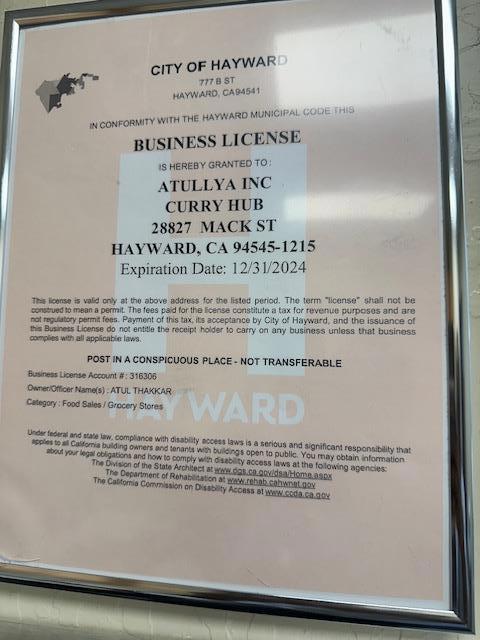 CITY OF HAYWARD
777 B ST
HAYWARD, CA94541
IN CONFORMITY WITH THE HAYWARD MUNICIPAL CODE THIS
BUSINESS LICENSE
IS HEREBY GRANTED TO:
ATULLYA INC
CURRY HUB
28827 MACK ST
HAYWARD, CA 94545-1215
Expiration Date: 12/31/2024
This license is valid only at the above address for the listed period. The term "license" shall not be
construed to mean a permit. The fees paid for the license constitute a tax for revenue purposes and are
not regulatory permit fees. Payment of this tax, its acceptance by City of Hayward, and the issuance of
this Business License do not entitle the receipt holder to carry on any business unless that business
complies with all applicable laws.
POST IN A CONSPICUOUS PLACE - NOT TRANSFERABLE
Business License Account # : 316306
Owner/Officer Name(s) : ATUL THAKKAR
Category : Food Sales / Grocery Stores
HAYWARD
Under federal and state law, compliance with disability access laws is a serious and significant responsibility that
applies to all California building owners and tenants with buildings open to public. You may obtain information
about your legal obligations and how to comply with disability access laws at the following agencies:
The Division of the State Architect at www.dgs.ca.gov/dsa/Home.aspx
The Department of Rehabilitation at www.rehab.cahwnet.gov
The California Commission on Disability Access at www.ccda.ca.gov